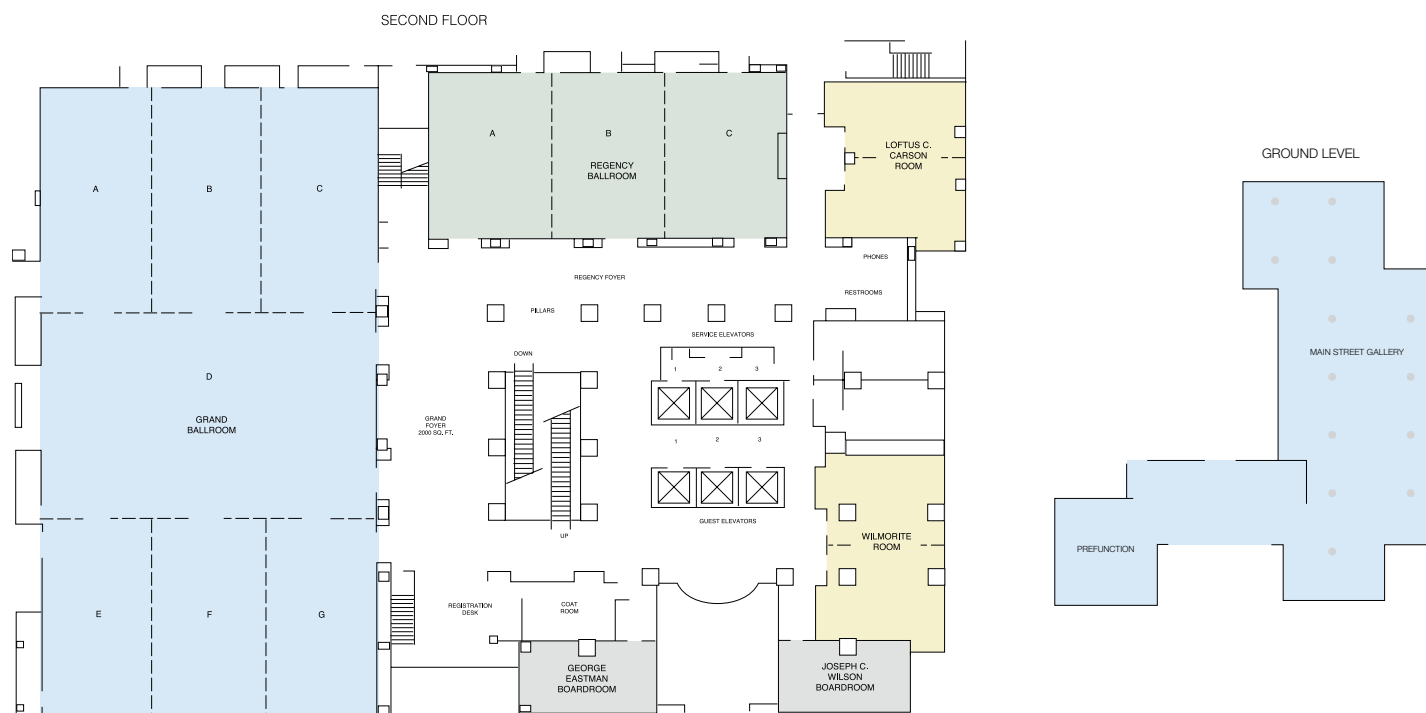 SECOND FLOOR
A
B
C
REGENCY
BALLROOM
LOFTUS C.
CARSON
ROOM
GROUND LEVEL
A
B
C
PHONES
REGENCY FOYER
RESTROOMS
PILLARS
SERVICE ELEVATORS
DOWN
1
2
3
MAIN STREET GALLERY
D
GRAND
BALLROOM
GRAND
FOYER
2000 SQ. FT.
1
2
3
GUEST ELEVATORS
UP
WILMORITE
ROOM
PREFUNCTION
E
F
G
REGISTRATION
DESK
COAT
ROOM
GEORGE
EASTMAN
BOARDROOM
JOSEPH C.
WILSON
BOARDROOM